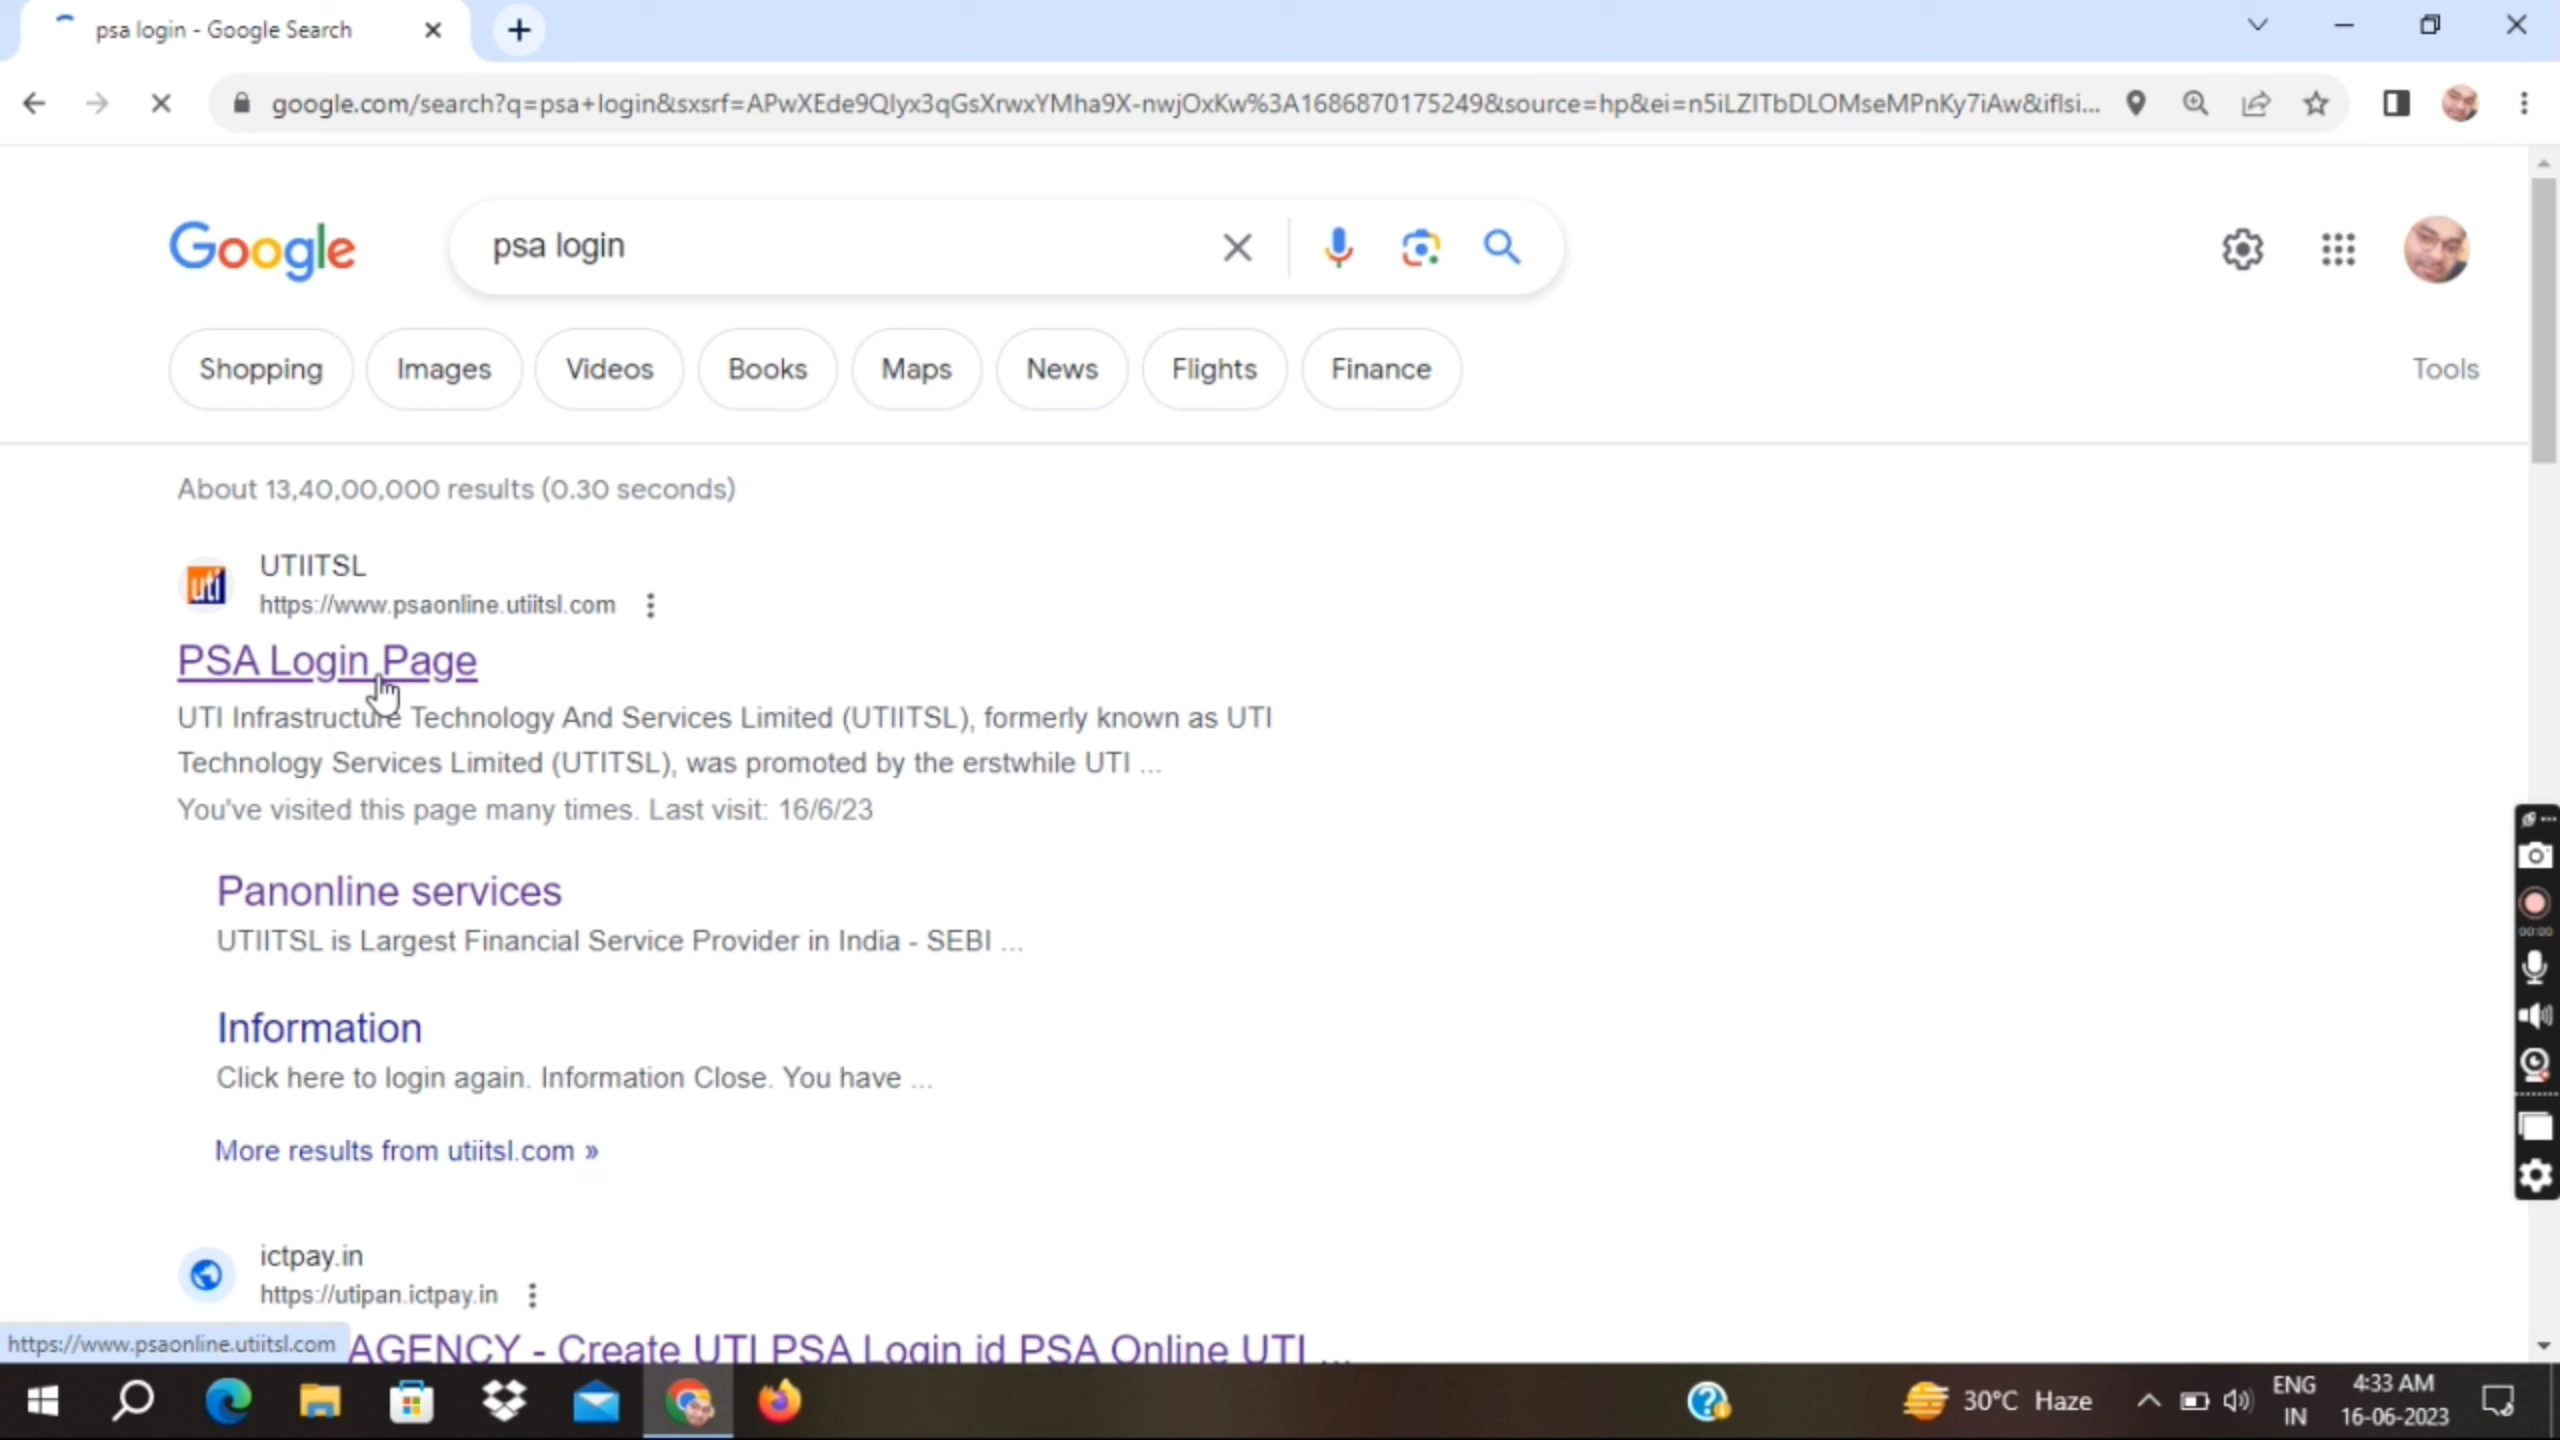 psa login - Google Search
google.com/search?q=psa+login&sxsrf=APwXEde9Qlyx3qGsXrwxYMha9X-nwjOxKw%3A1686870175249&source=hp&ei=n5iLZITbDLOMseMPnKy7iAw&iflsi...
Google
psa login
Shopping
Images
Videos
Books
Maps
News
Flights
Finance
Tools
About 13,40,00,000 results (0.30 seconds)
uti
UTIITSL
https://www.psaonline.utiitsl.com
PSA Login Page
UTI Infrastructure Technology And Services Limited (UTIITSL), formerly known as UTI
Technology Services Limited (UTITSL), was promoted by the erstwhile UTI ...
You've visited this page many times. Last visit: 16/6/23
Panonline services
UTIITSL is Largest Financial Service Provider in India - SEBI ...
Information
Click here to login again. Information Close. You have ...
More results from utiitsl.com »
ictpay.in
https://utipan.ictpay.in
AGENCY - Create UTI PSA Login id PSA Online UTI ...
https://www.psaonline.utiitsl.com
00:00
30°C Haze
ENG
IN
4:33 AM
16-06-2023